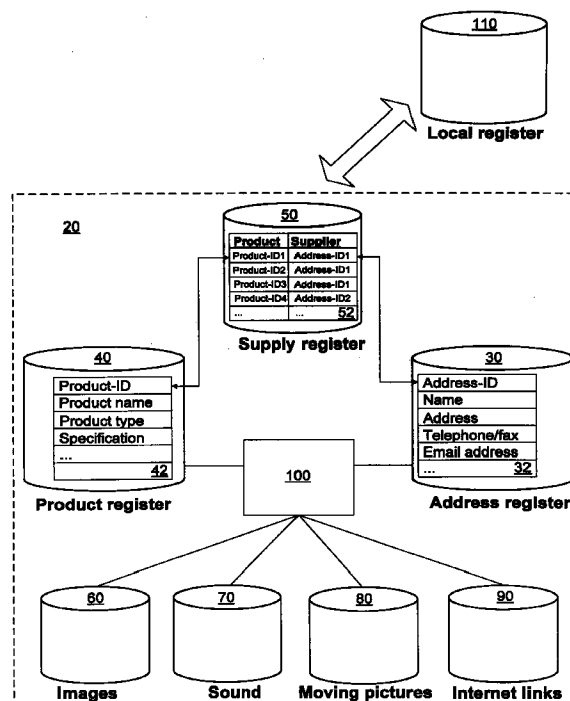 110
Local register
20
50
Product Supplier
Product-ID1 Address-ID1
Product-ID2 Address-ID1
Product-ID3 Address-ID1
Product-ID4 Address-ID2
... ... 52
Supply register
40
Product-ID
Product name
Product type
Specification
...
42
Product register
30
Address-ID
Name
Address
Telephone/fax
Email address
... 32
Address register
100
60
Images
70
Sound
80
Moving pictures
90
Internet links